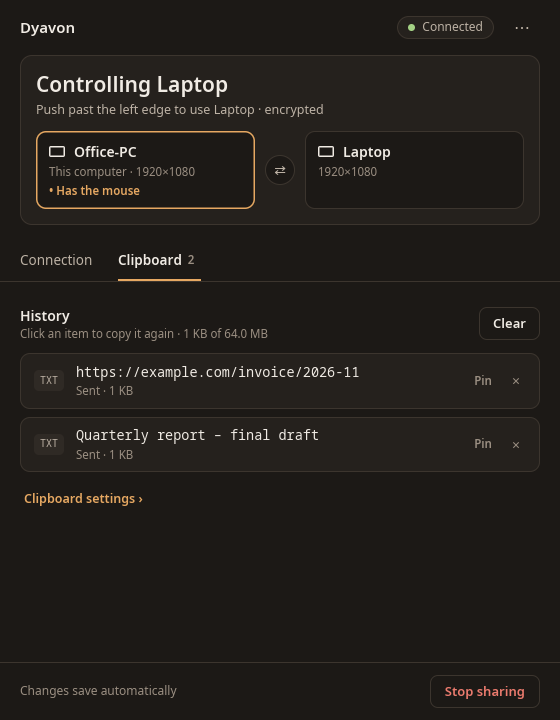 Dyavon
Connected
⋯
Controlling Laptop
Push past the left edge to use Laptop · encrypted
Office-PC
This computer · 1920×1080
• Has the mouse
⇄
Laptop
1920×1080
Connection
Clipboard 2
History
Click an item to copy it again · 1 KB of 64.0 MB
Clear
TXT
https://example.com/invoice/2026-11
Sent · 1 KB
Pin ×
TXT
Quarterly report – final draft
Sent · 1 KB
Pin ×
Clipboard settings ›
Changes save automatically
Stop sharing